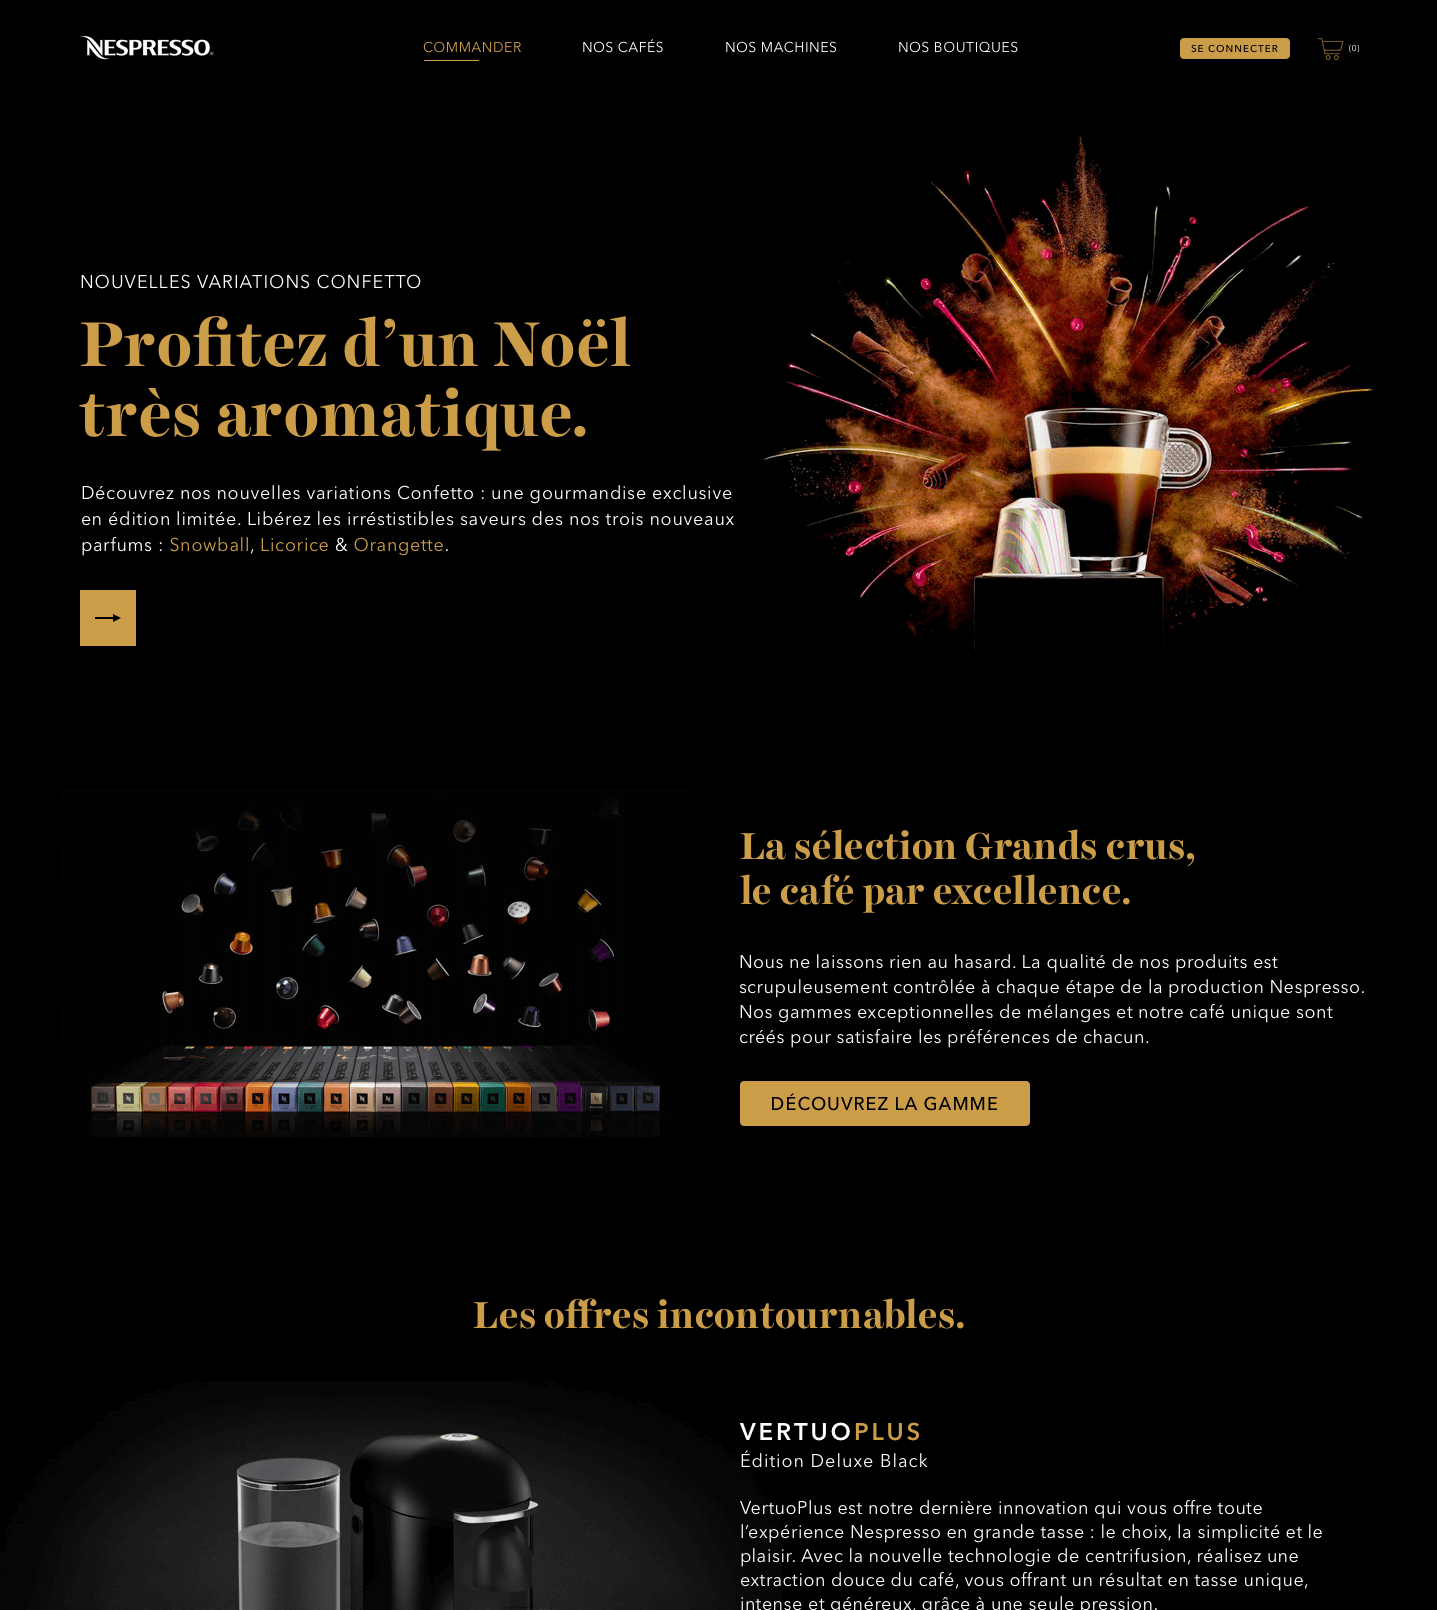 NESPRESSO
COMMANDER
NOS CAFÉS
NOS MACHINES
NOS BOUTIQUES
SE CONNECTER
(0)
NOUVELLES VARIATIONS CONFETTO
Profitez d’un Noël
très aromatique.
Découvrez nos nouvelles variations Confetto : une gourmandise exclusive
en édition limitée. Libérez les irréstistibles saveurs des nos trois nouveaux
parfums : Snowball, Licorice & Orangette.
La sélection Grands crus,
le café par excellence.
Nous ne laissons rien au hasard. La qualité de nos produits est
scrupuleusement contrôlée à chaque étape de la production Nespresso.
Nos gammes exceptionnelles de mélanges et notre café unique sont
créés pour satisfaire les préférences de chacun.
DÉCOUVREZ LA GAMME
Les offres incontournables.
VERTUOPLUS
Édition Deluxe Black
VertuoPlus est notre dernière innovation qui vous offre toute
l’expérience Nespresso en grande tasse : le choix, la simplicité et le
plaisir. Avec la nouvelle technologie de centrifusion, réalisez une
extraction douce du café, vous offrant un résultat en tasse unique,
intense et généreux, grâce à une seule pression.